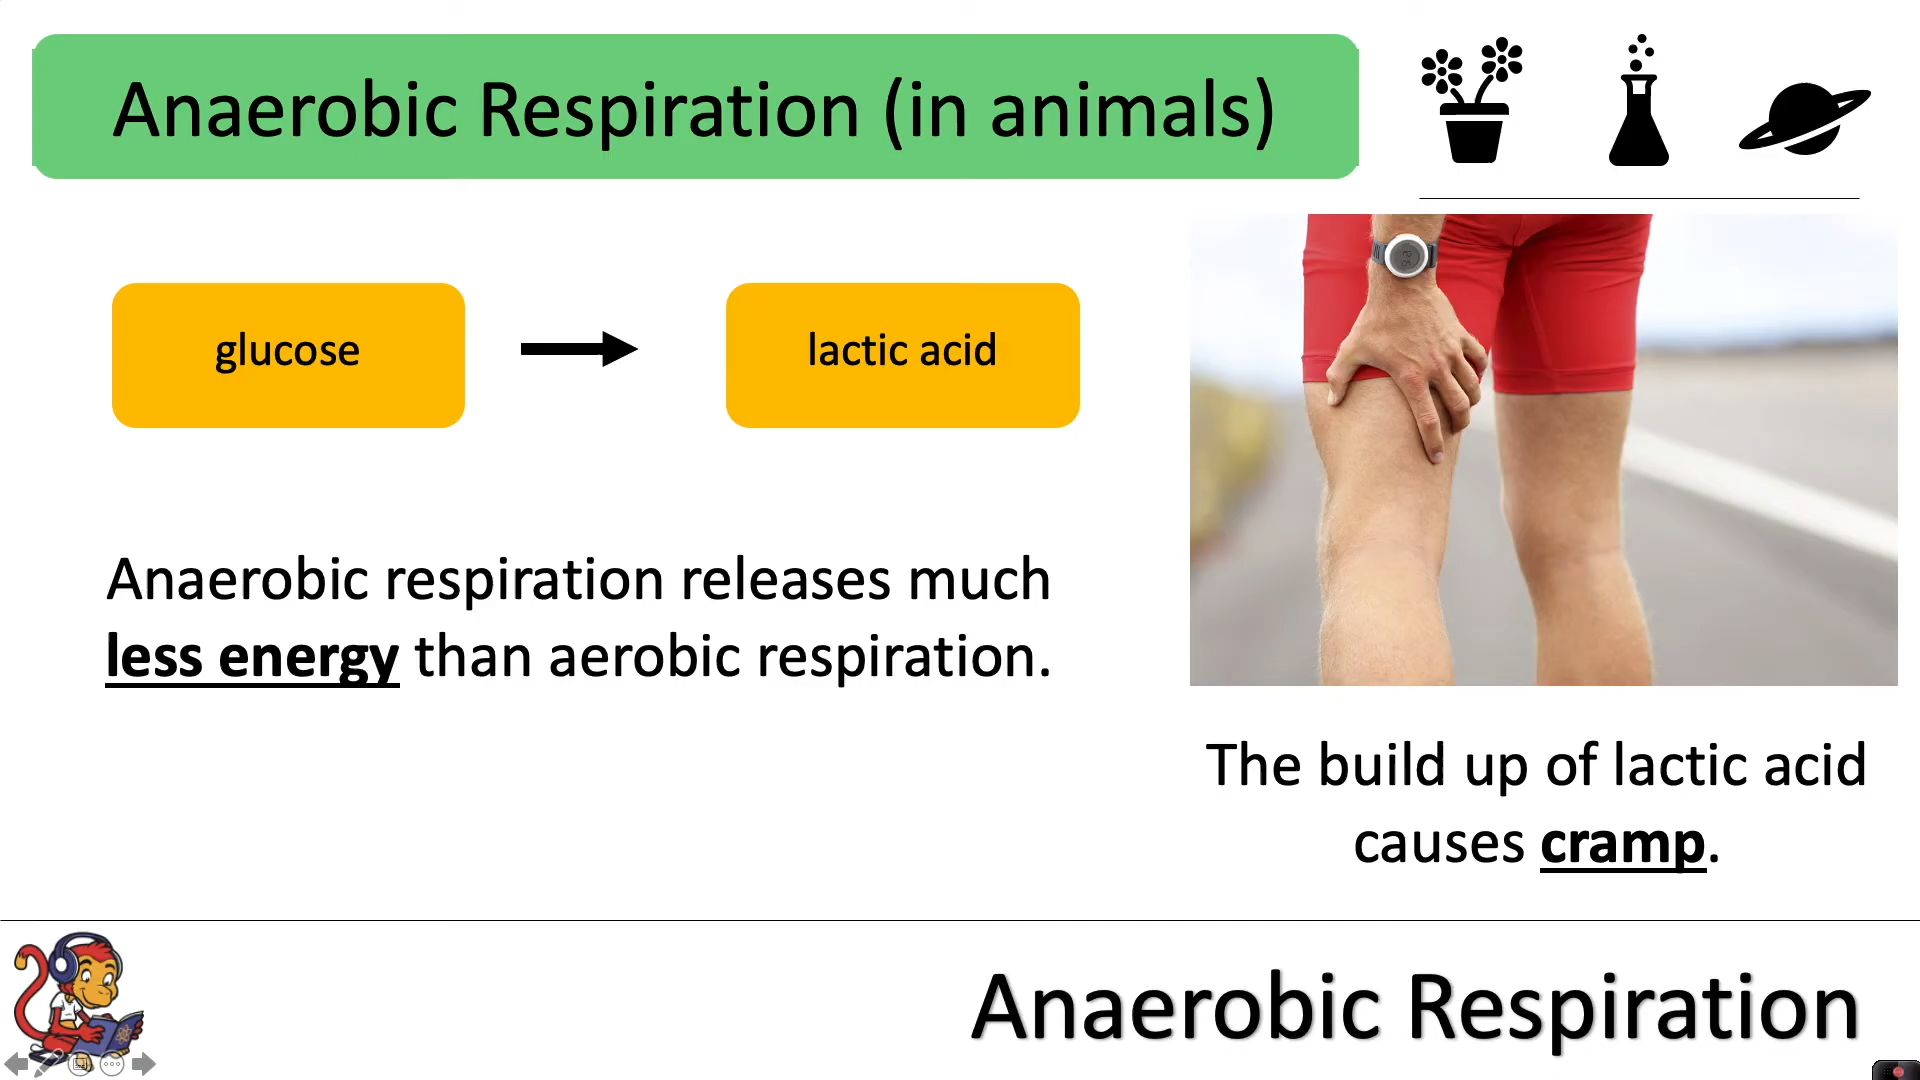 Anaerobic Respiration (in animals)
glucose
lactic acid
Anaerobic respiration releases much
less energy than aerobic respiration.
The build up of lactic acid
causes cramp.
Anaerobic Respiration